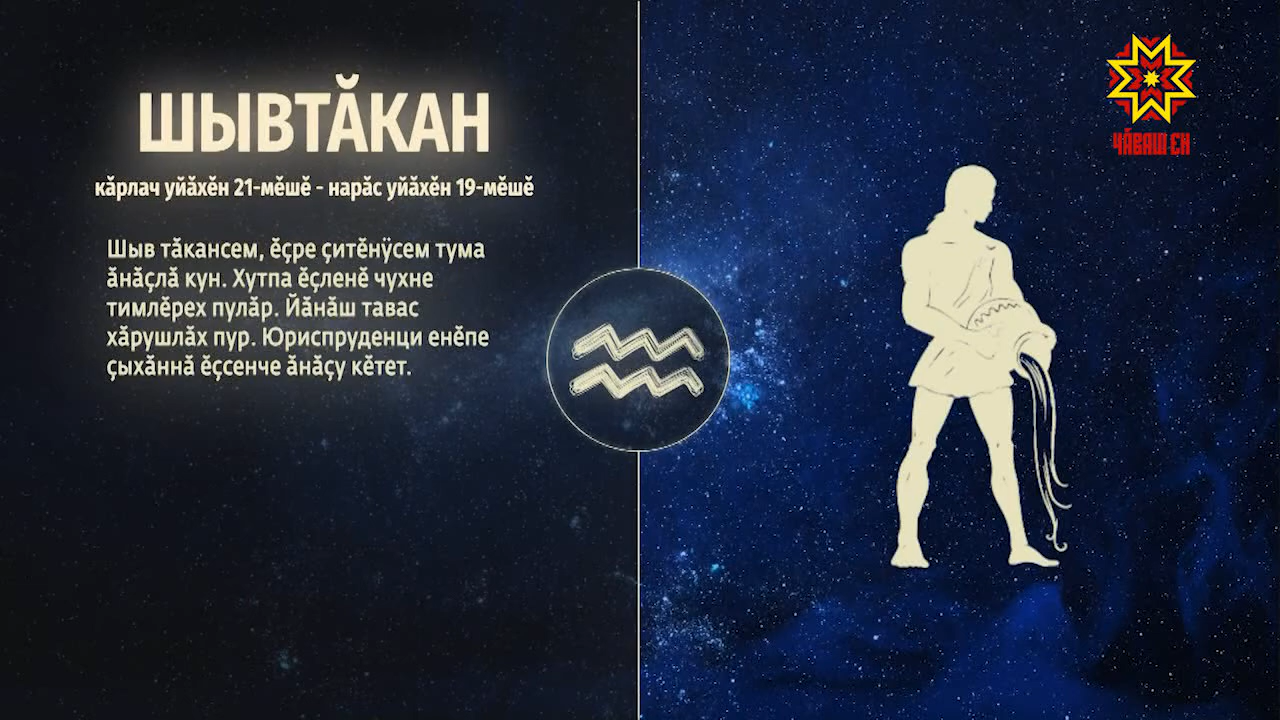 ШЫВТӐКАН
кӑрлач уйӑхӗн 21-мӗшӗ - нарӑс уйӑхӗн 19-мӗшӗ
Шыв тӑкансем, ӗҫре ҫитӗнӳсем тума
ӑнӑҫлӑ кун. Хутпа ӗҫленӗ чухне
тимлӗрех пулӑр. Йӑнӑш тавас
хӑрушлӑх пур. Юриспруденци енӗпе
ҫыхӑннӑ ӗҫсенче ӑнӑҫу кӗтет.
ЧӐВАШ ЕН